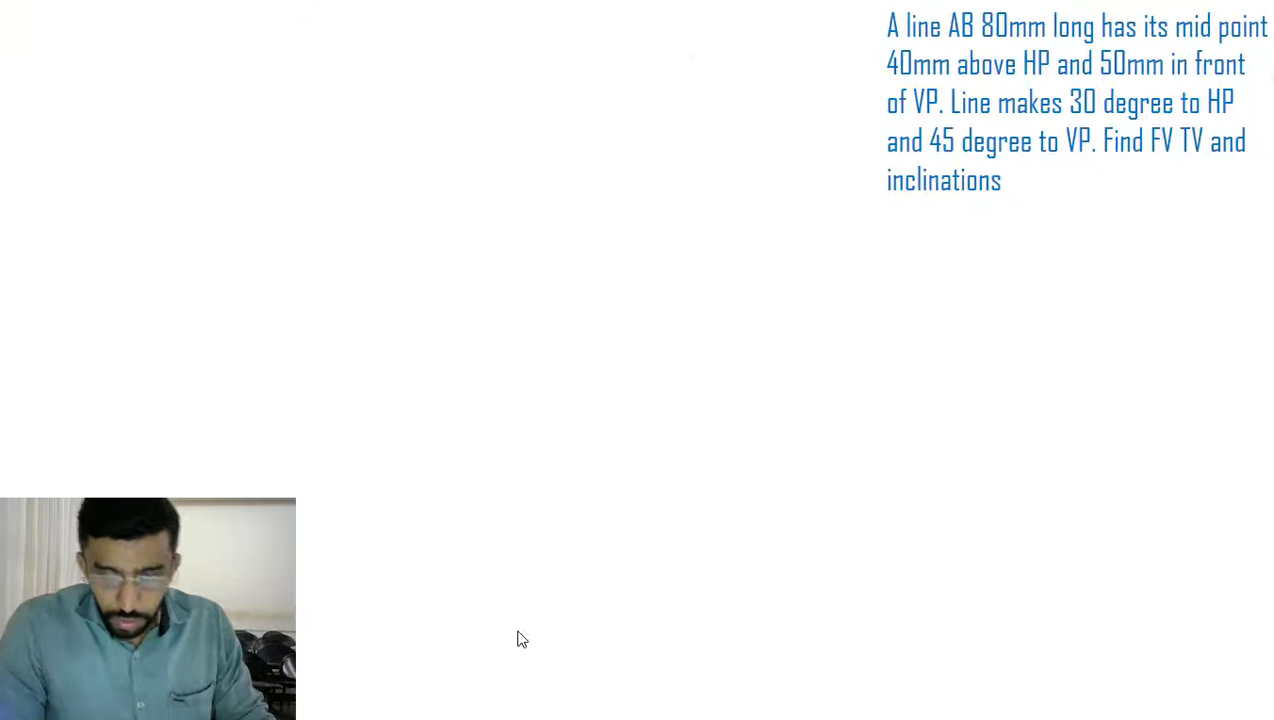 A line AB 80mm long has its mid point
40mm above HP and 50mm in front
of VP. Line makes 30 degree to HP
and 45 degree to VP. Find FV TV and
inclinations